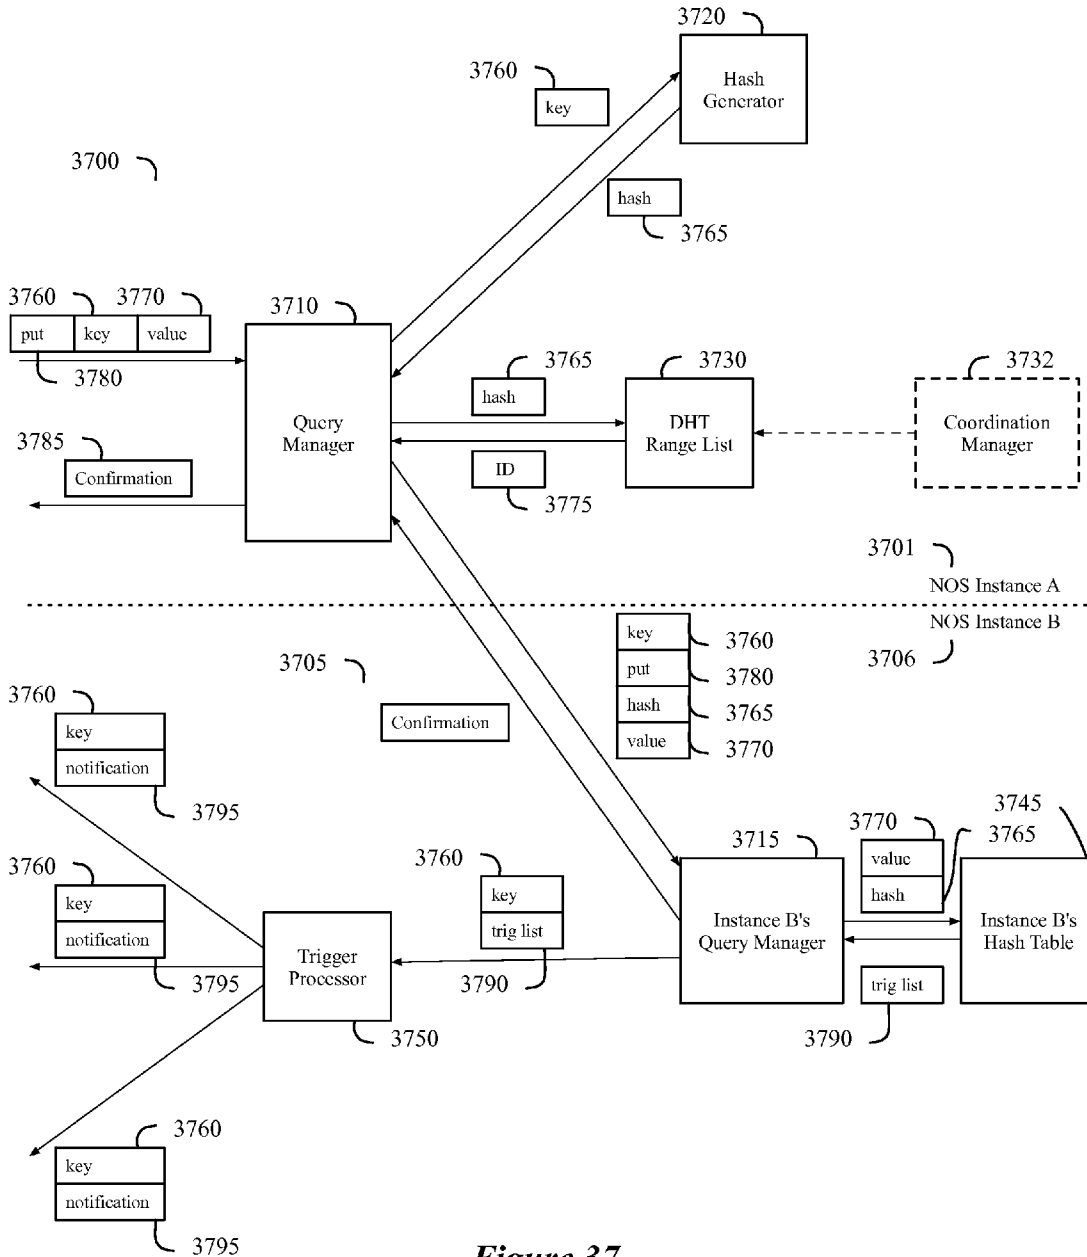 3720
3760
Hash
Generator
key
3700
hash
3765
3760
3770
3710
put
key
value
3780
3765
3730
3732
hash
Query
Manager
DHT
Range List
Coordination
Manager
3785
Confirmation
ID
3775
3701
NOS Instance A
NOS Instance B
key
3760
3706
3705
put
3780
hash
3765
value
3770
Confirmation
3760
key
notification
3795
3745
3770
3765
3715
value
hash
3760
3760
key
trig list
key
notification
3795
Instance B's
Query Manager
Instance B's
Hash Table
Trigger
Processor
3790
trig list
3790
3750
3760
key
notification
3795
Figure 37